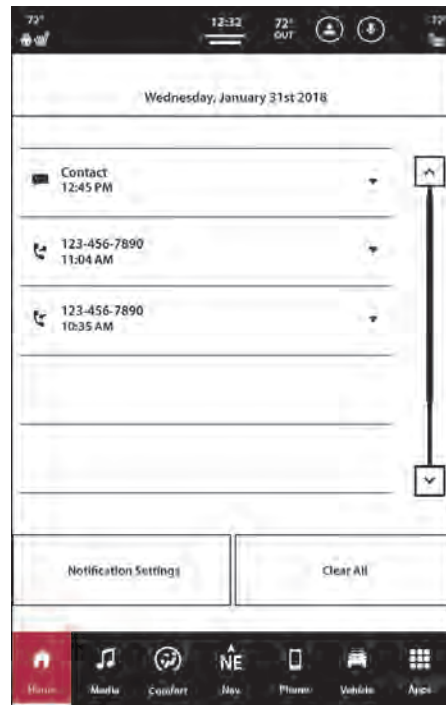 72°
12:32
72°
OUT
72°
Wednesday, January 31st 2018
Contact
12:45 PM
123-456-7890
11:04 AM
123-456-7890
10:35 AM
Notification Settings
Clear All
NE
Home
Media
Comfort
Nav
Phone
Vehicle
Apps